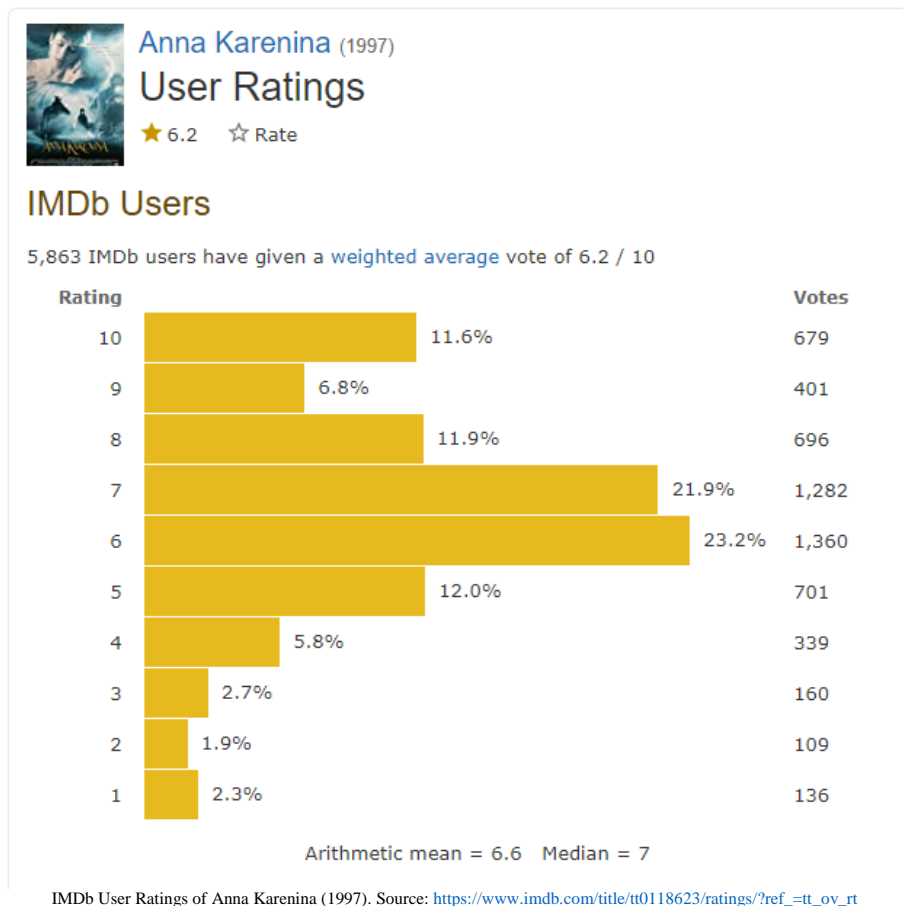 Anna Karenina (1997)
User Ratings
6.2 Rate
IMDb Users
5,863 IMDb users have given a weighted average vote of 6.2 / 10
Rating Votes
10 11.6% 679
9 6.8% 401
8 11.9% 696
7 21.9% 1,282
6 23.2% 1,360
5 12.0% 701
4 5.8% 339
3 2.7% 160
2 1.9% 109
1 2.3% 136
Arithmetic mean = 6.6 Median = 7
IMDb User Ratings of Anna Karenina (1997). Source: https://www.imdb.com/title/tt0118623/ratings/?ref_=tt_ov_rt